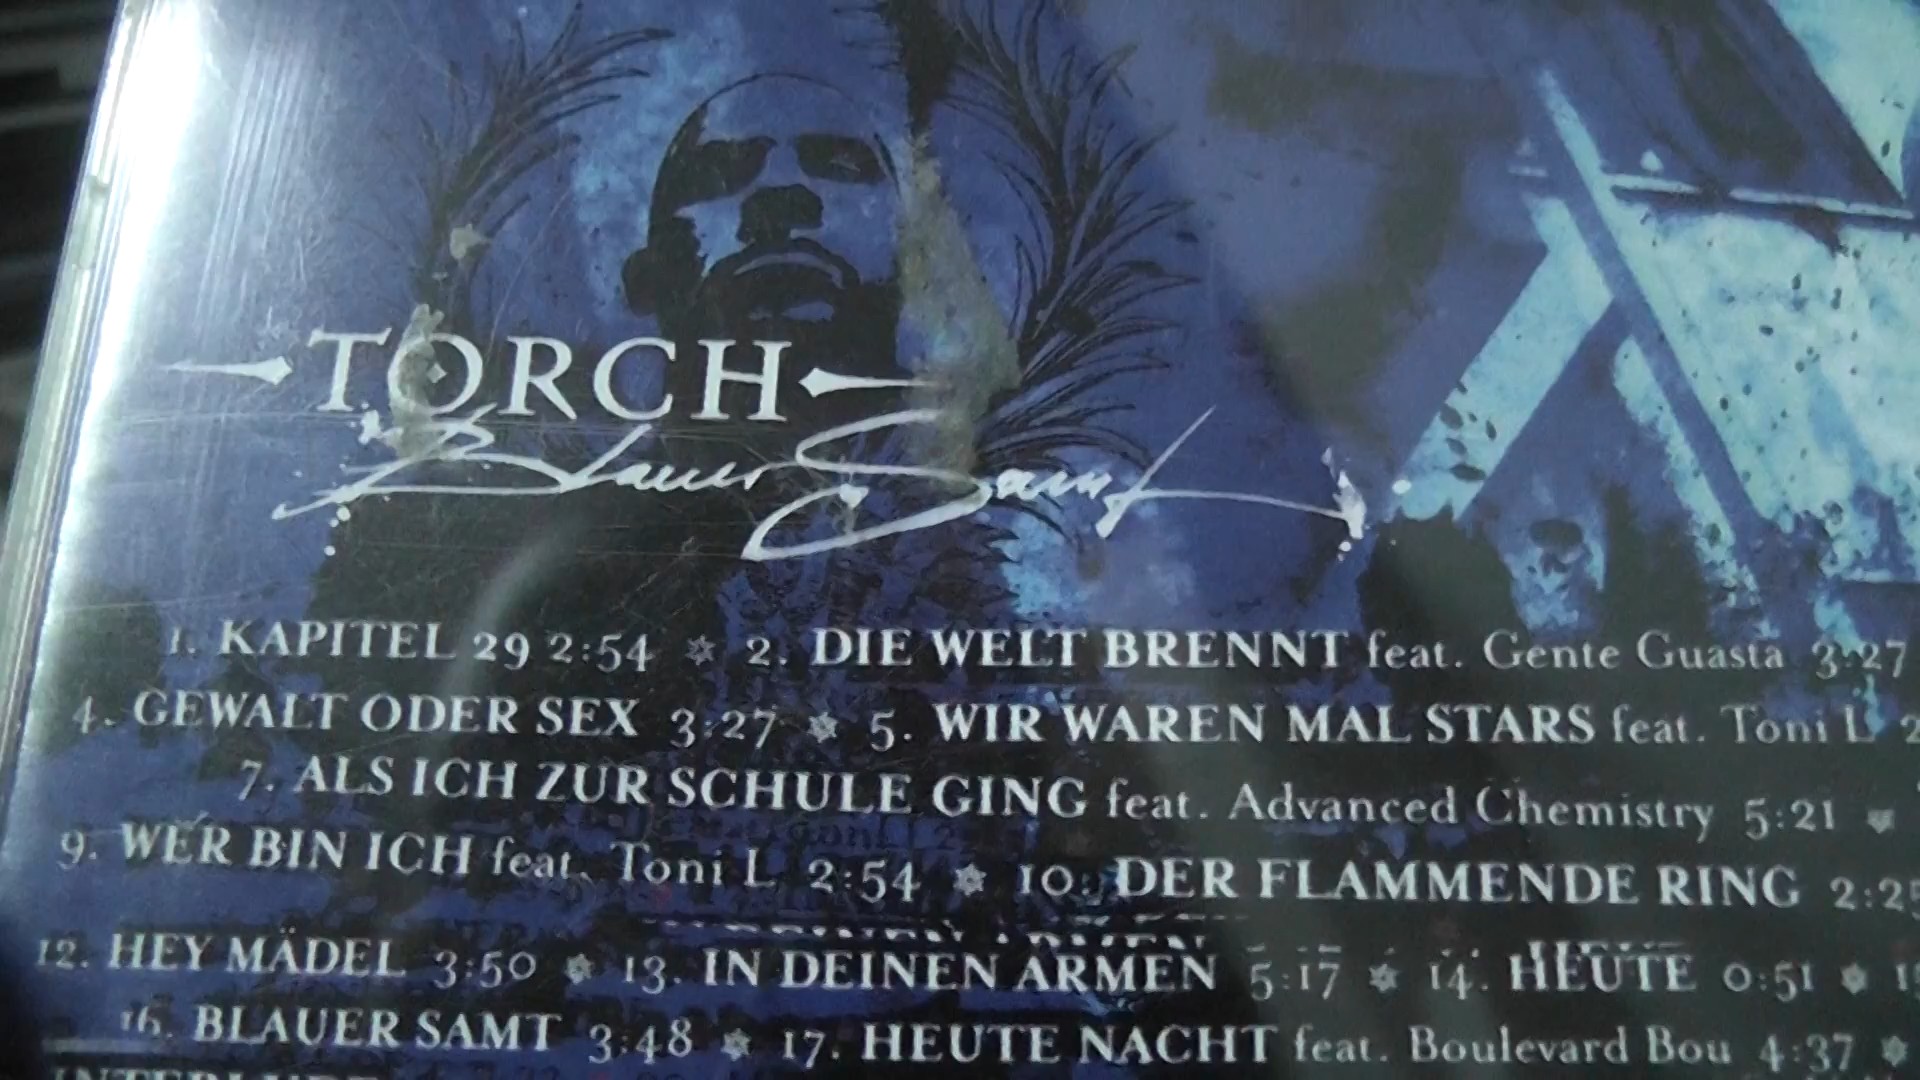 TORCH
Blauer Samt
1. KAPITEL 29 2:54 2. DIE WELT BRENNT feat. Gente Guasta 3:27
4. GEWALT ODER SEX 3:27 5. WIR WAREN MAL STARS feat. Toni L 2
7. ALS ICH ZUR SCHULE GING feat. Advanced Chemistry 5:21
9. WER BIN ICH feat. Toni L 2:54 10. DER FLAMMENDE RING 2:25
12. HEY MÄDEL 3:50 13. IN DEINEN ARMEN 5:17 14. HEUTE 0:51
16. BLAUER SAMT 3:48 17. HEUTE NACHT feat. Boulevard Bou 4:37